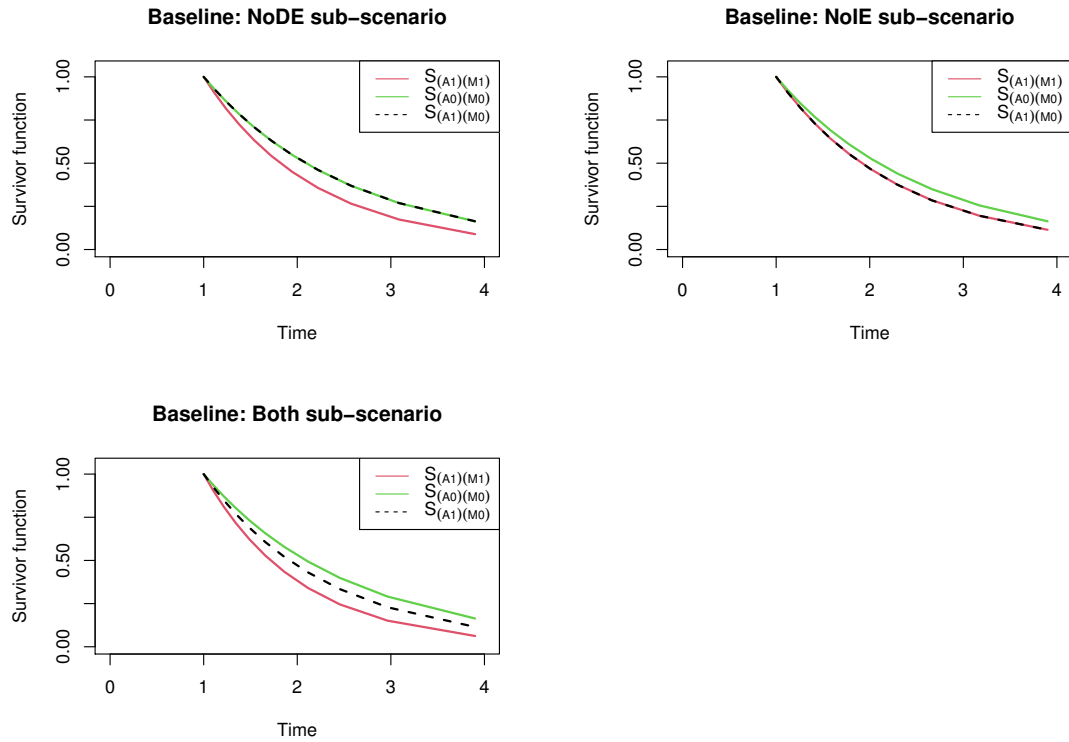 Baseline: NoDE sub−scenario
S(A1)(M1)
S(A0)(M0)
S(A1)(M0)
Survivor function
0.00 0.50 1.00
0 1 2 3 4
Time
Baseline: NoIE sub−scenario
S(A1)(M1)
S(A0)(M0)
S(A1)(M0)
Survivor function
0.00 0.50 1.00
0 1 2 3 4
Time
Baseline: Both sub−scenario
S(A1)(M1)
S(A0)(M0)
S(A1)(M0)
Survivor function
0.00 0.50 1.00
0 1 2 3 4
Time